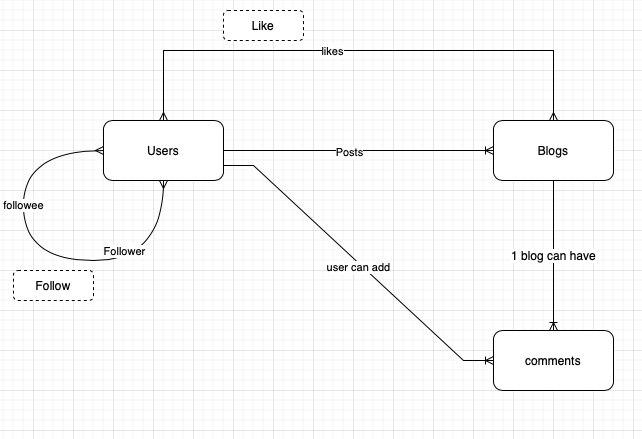 Like
likes
Users
Posts
Blogs
followee
Follower
1 blog can have
user can add
Follow
comments